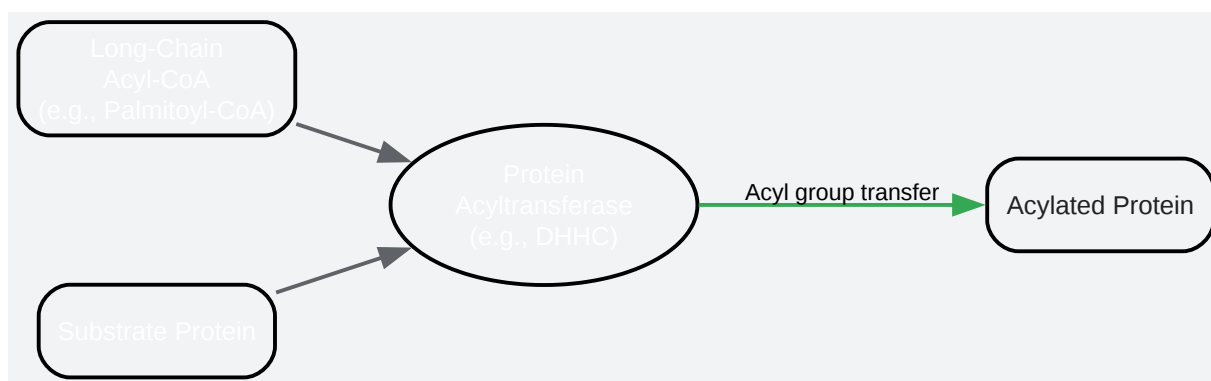 Long-Chain
Acyl-CoA
(e.g., Palmitoyl-CoA)
Protein
Acyltransferase
(e.g., DHHC)
Acyl group transfer
Acylated Protein
Substrate Protein